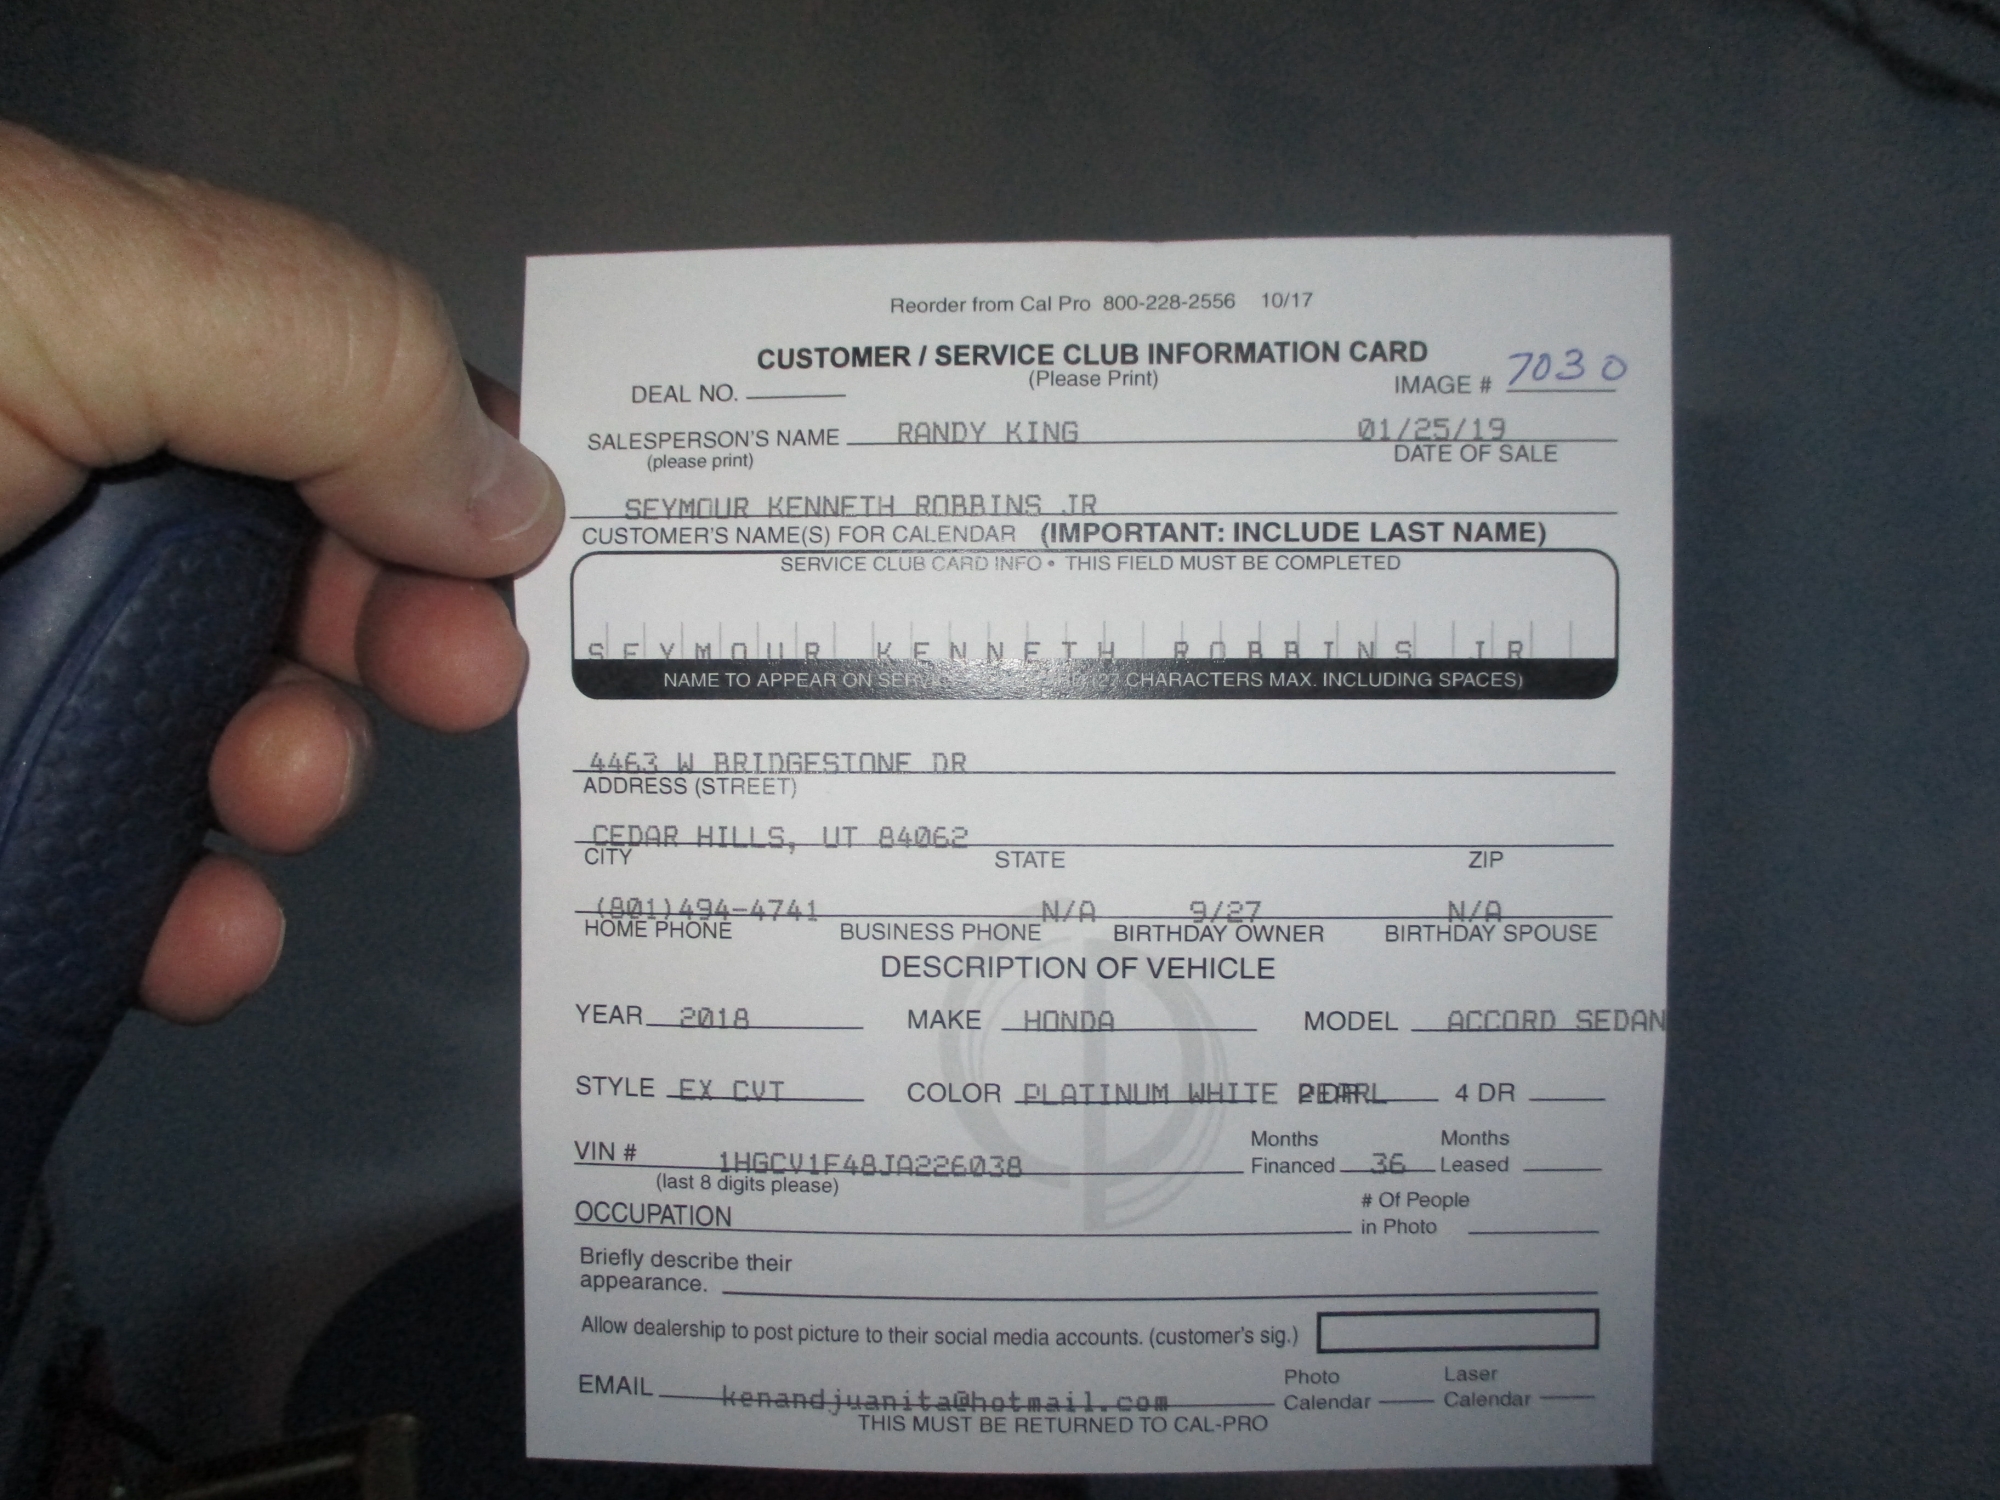 Reorder from Cal Pro 800-228-2556 10/17
CUSTOMER / SERVICE CLUB INFORMATION CARD
(Please Print)
DEAL NO. IMAGE # 7030
SALESPERSON'S NAME RANDY KING 01/25/19
(please print) DATE OF SALE
SEYMOUR KENNETH ROBBINS JR
CUSTOMER'S NAME(S) FOR CALENDAR (IMPORTANT: INCLUDE LAST NAME)
SERVICE CLUB CARD INFO • THIS FIELD MUST BE COMPLETED
SEYMOUR KENNETH ROBBINS JR
NAME TO APPEAR ON SERVICE CARD (27 CHARACTERS MAX. INCLUDING SPACES)
4463 W BRIDGESTONE DR
ADDRESS (STREET)
CEDAR HILLS, UT 84062
CITY STATE ZIP
(801)494-4741 N/A 9/27 N/A
HOME PHONE BUSINESS PHONE BIRTHDAY OWNER BIRTHDAY SPOUSE
DESCRIPTION OF VEHICLE
YEAR 2018 MAKE HONDA MODEL ACCORD SEDAN
STYLE EX CVT COLOR PLATINUM WHITE PEARL 2 DR 4 DR
VIN # 1HGCV1F48JA226038 Months Financed 36 Months Leased
(last 8 digits please)
OCCUPATION # Of People in Photo
Briefly describe their
appearance.
Allow dealership to post picture to their social media accounts. (customer's sig.)
EMAIL kenandjuanita@hotmail.com Photo Calendar Laser Calendar
THIS MUST BE RETURNED TO CAL-PRO